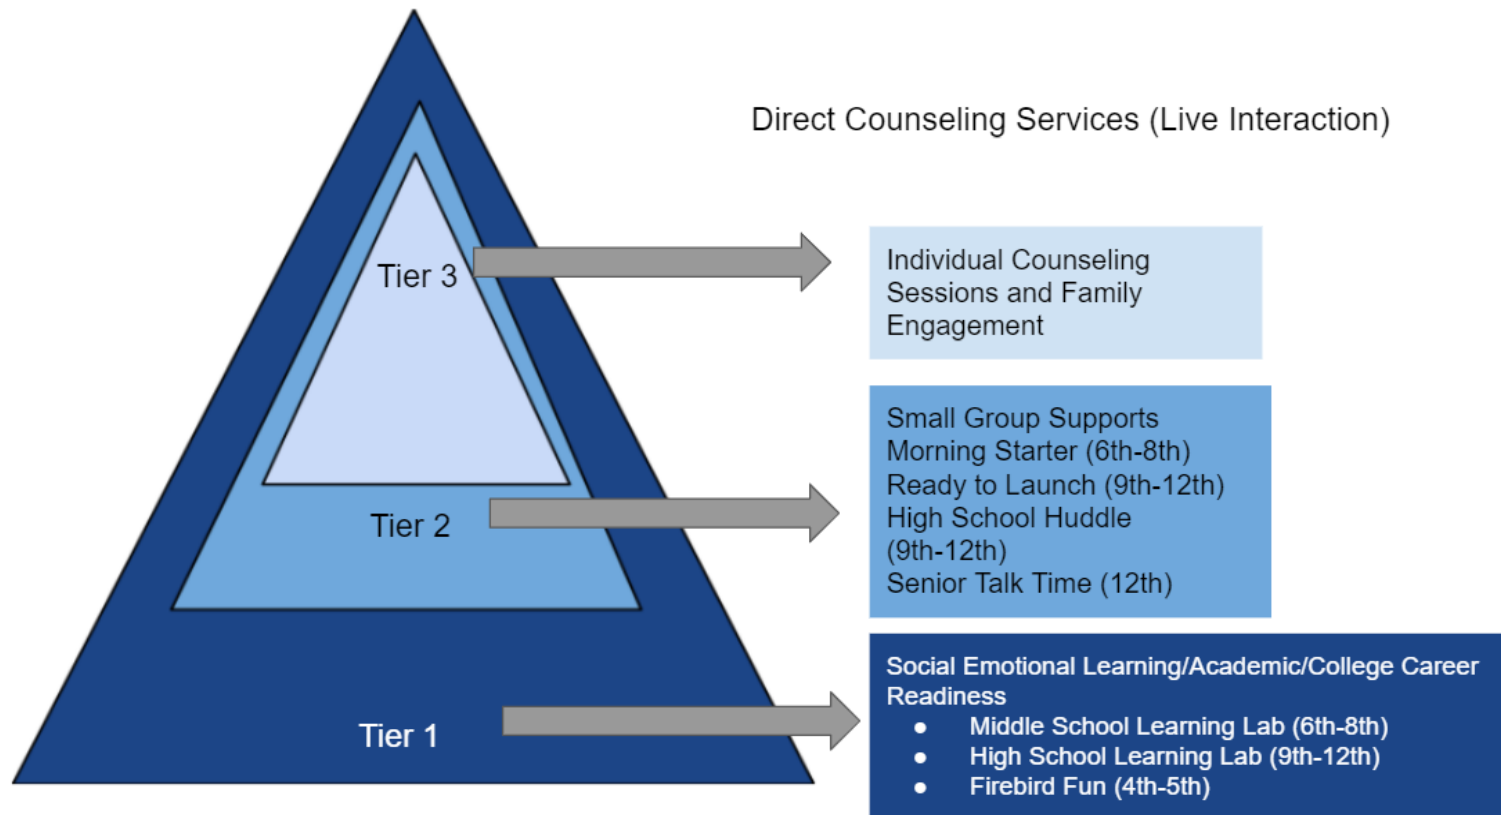 Direct Counseling Services (Live Interaction)
Tier 3
Individual Counseling
Sessions and Family
Engagement
Tier 2
Small Group Supports
Morning Starter (6th-8th)
Ready to Launch (9th-12th)
High School Huddle
(9th-12th)
Senior Talk Time (12th)
Tier 1
Social Emotional Learning/Academic/College Career
Readiness
● Middle School Learning Lab (6th-8th)
● High School Learning Lab (9th-12th)
● Firebird Fun (4th-5th)